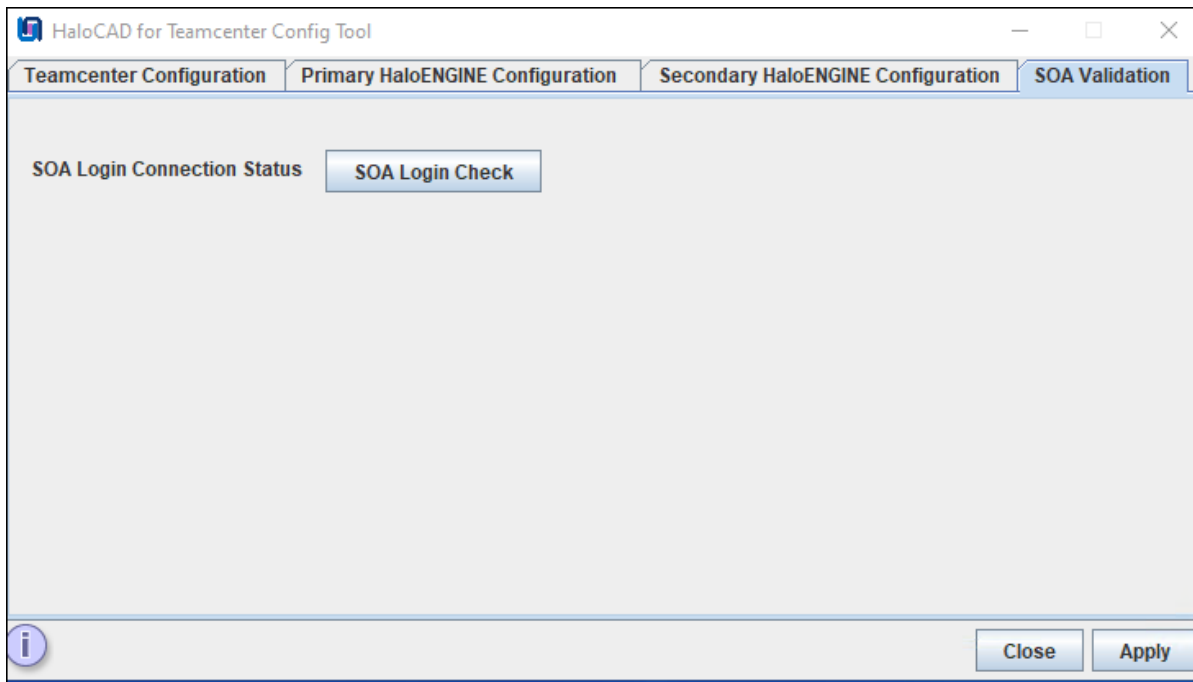 HaloCAD for Teamcenter Config Tool
Teamcenter Configuration Primary HaloENGINE Configuration Secondary HaloENGINE Configuration SOA Validation
SOA Login Connection Status SOA Login Check
i
Close Apply